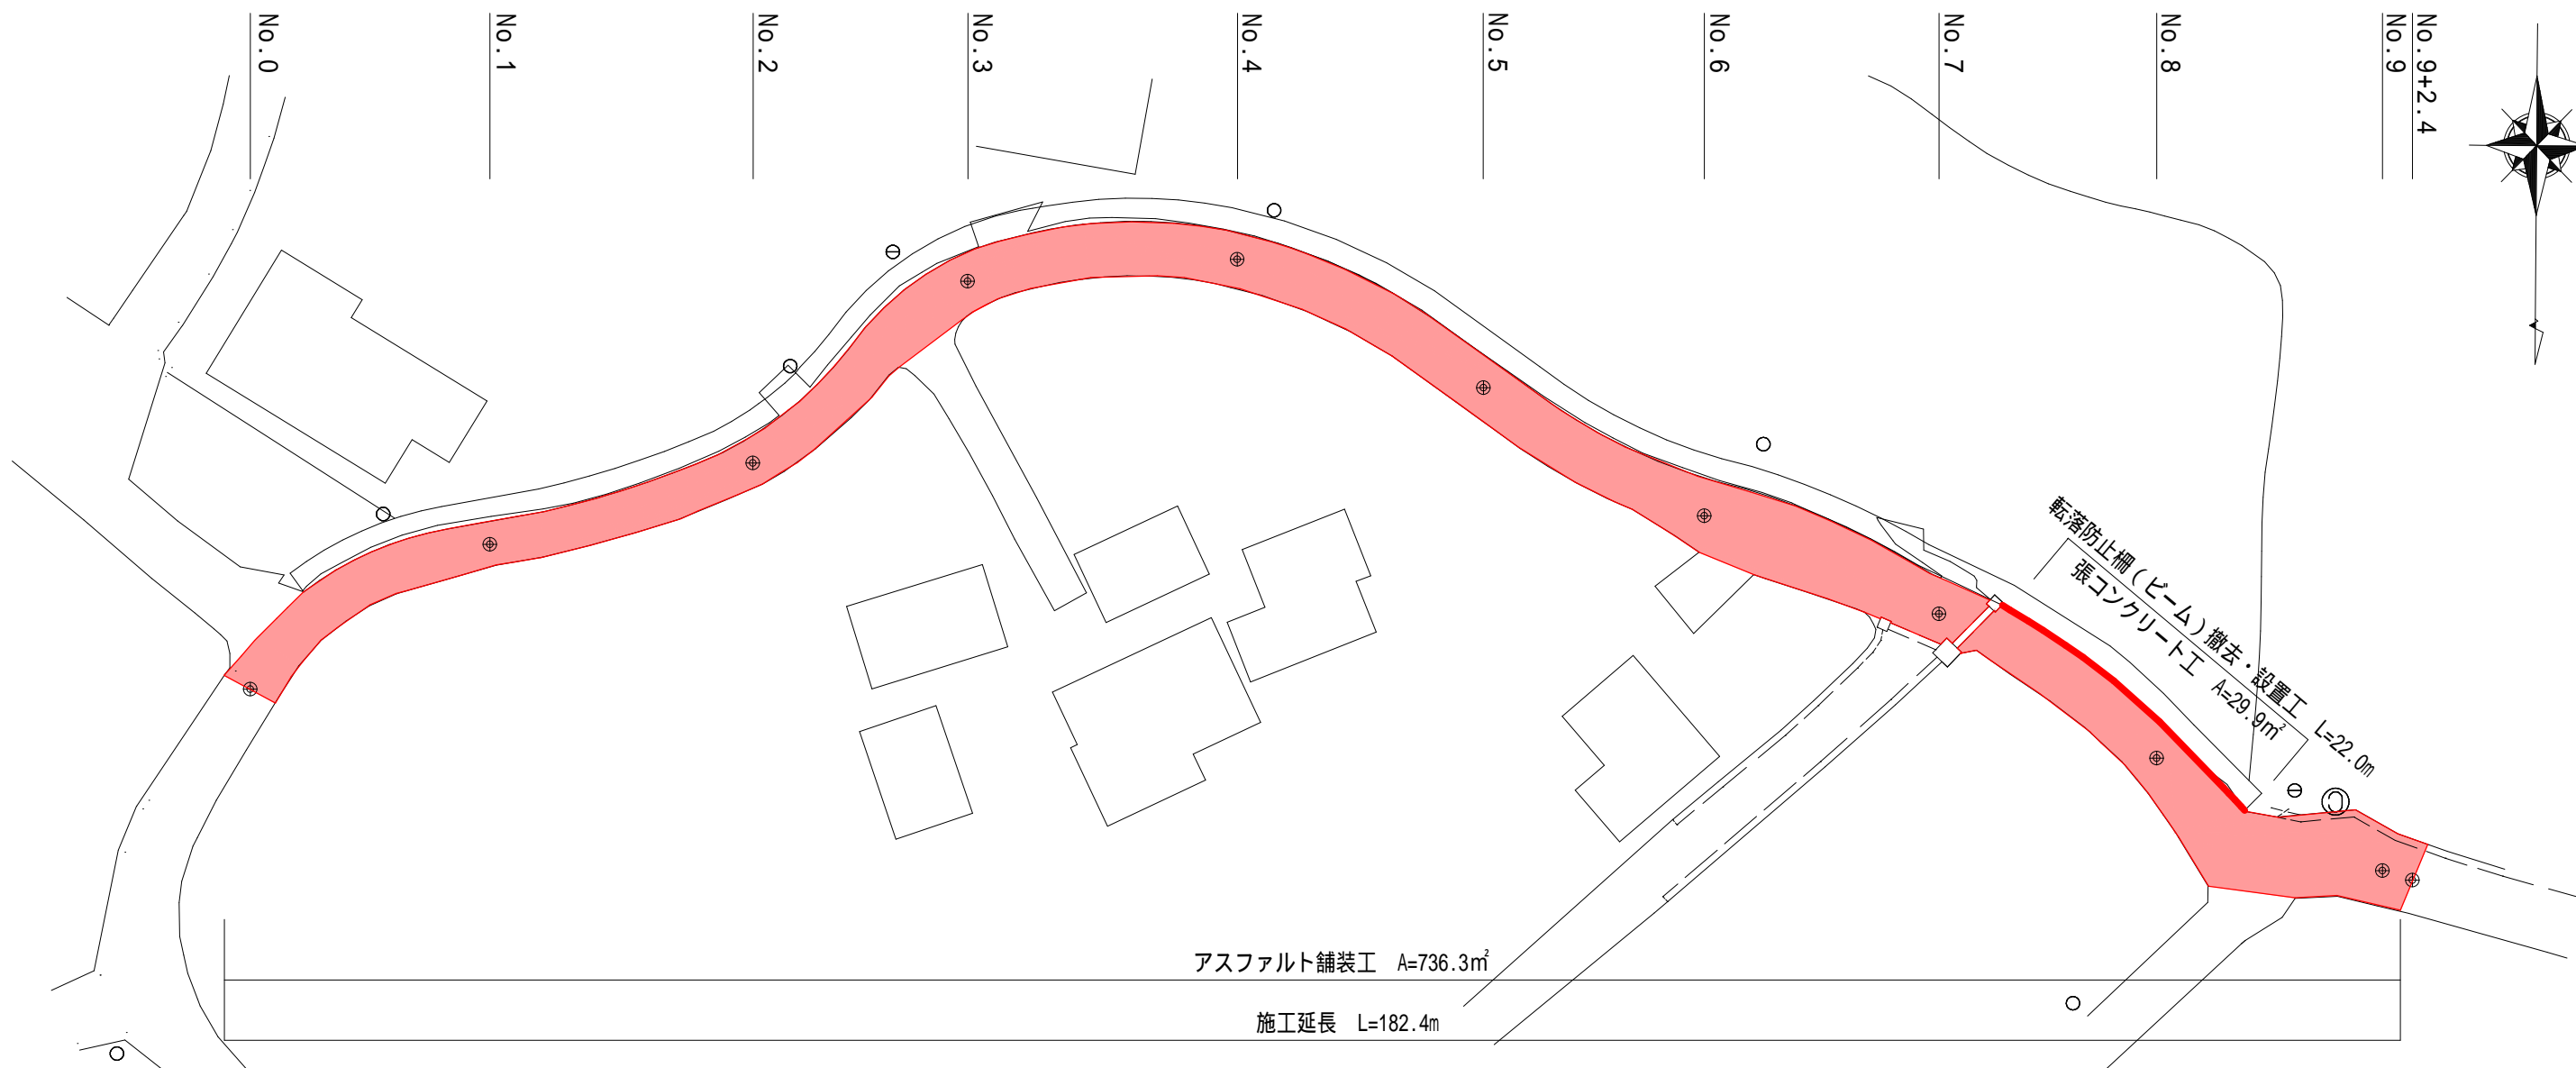 No.0
No.1
No.2
No.3
No.4
No.5
No.6
No.7
No.8
No.9
No.9+2.4
転落防止柵(ビーム)撤去・設置工 L=22.0m
張コンクリート工 A=29.9㎡
アスファルト舗装工 A=736.3㎡
施工延長 L=182.4m